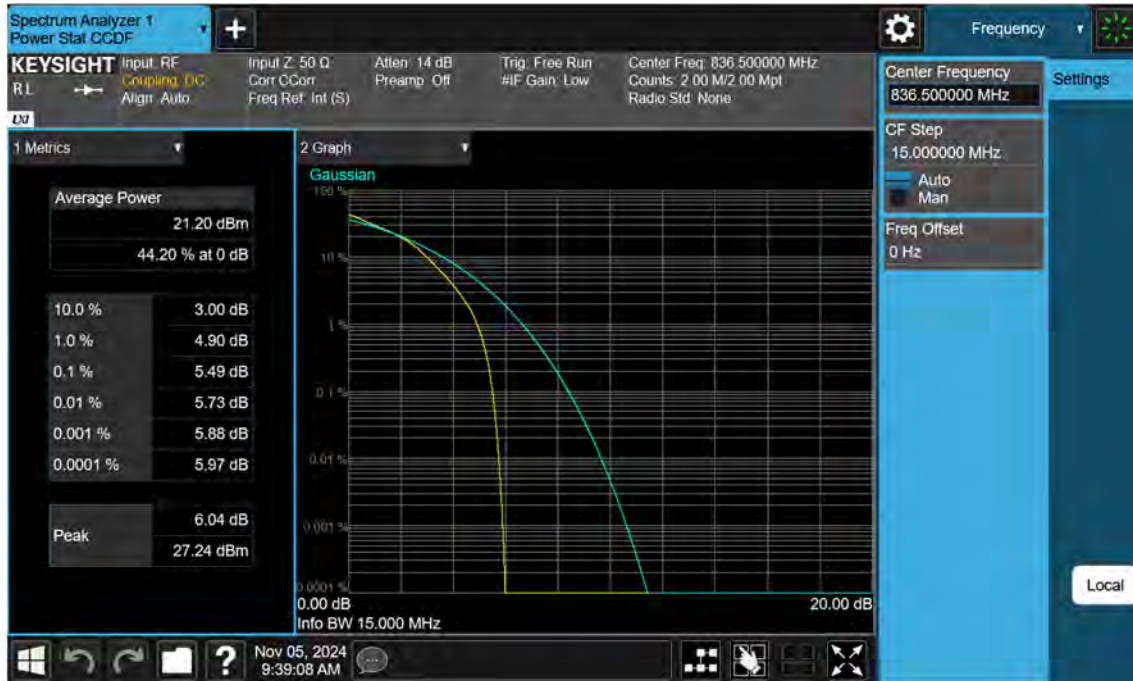 Spectrum Analyzer 1
Power Stat CCDF
Frequency
KEYSIGHT
RL
LXI
Input: RF
Coupling: DC
Align: Auto
Input Z: 50 Ω
Corr CCorr
Freq Ref: Int (S)
Atten: 14 dB
Preamp: Off
Trig: Free Run
#IF Gain: Low
Center Freq: 836.500000 MHz
Counts: 2.00 M/2.00 Mpt
Radio Std: None
Center Frequency
836.500000 MHz
Settings
CF Step
15.000000 MHz
Auto
Man
Freq Offset
0 Hz
Local
1 Metrics
Average Power
21.20 dBm
44.20 % at 0 dB
10.0 % 3.00 dB
1.0 % 4.90 dB
0.1 % 5.49 dB
0.01 % 5.73 dB
0.001 % 5.88 dB
0.0001 % 5.97 dB
Peak
6.04 dB
27.24 dBm
2 Graph
Gaussian
100 %
10 %
1 %
0.1 %
0.01 %
0.001 %
0.0001 %
0.00 dB 20.00 dB
Info BW 15.000 MHz
?
Nov 05, 2024
9:39:08 AM